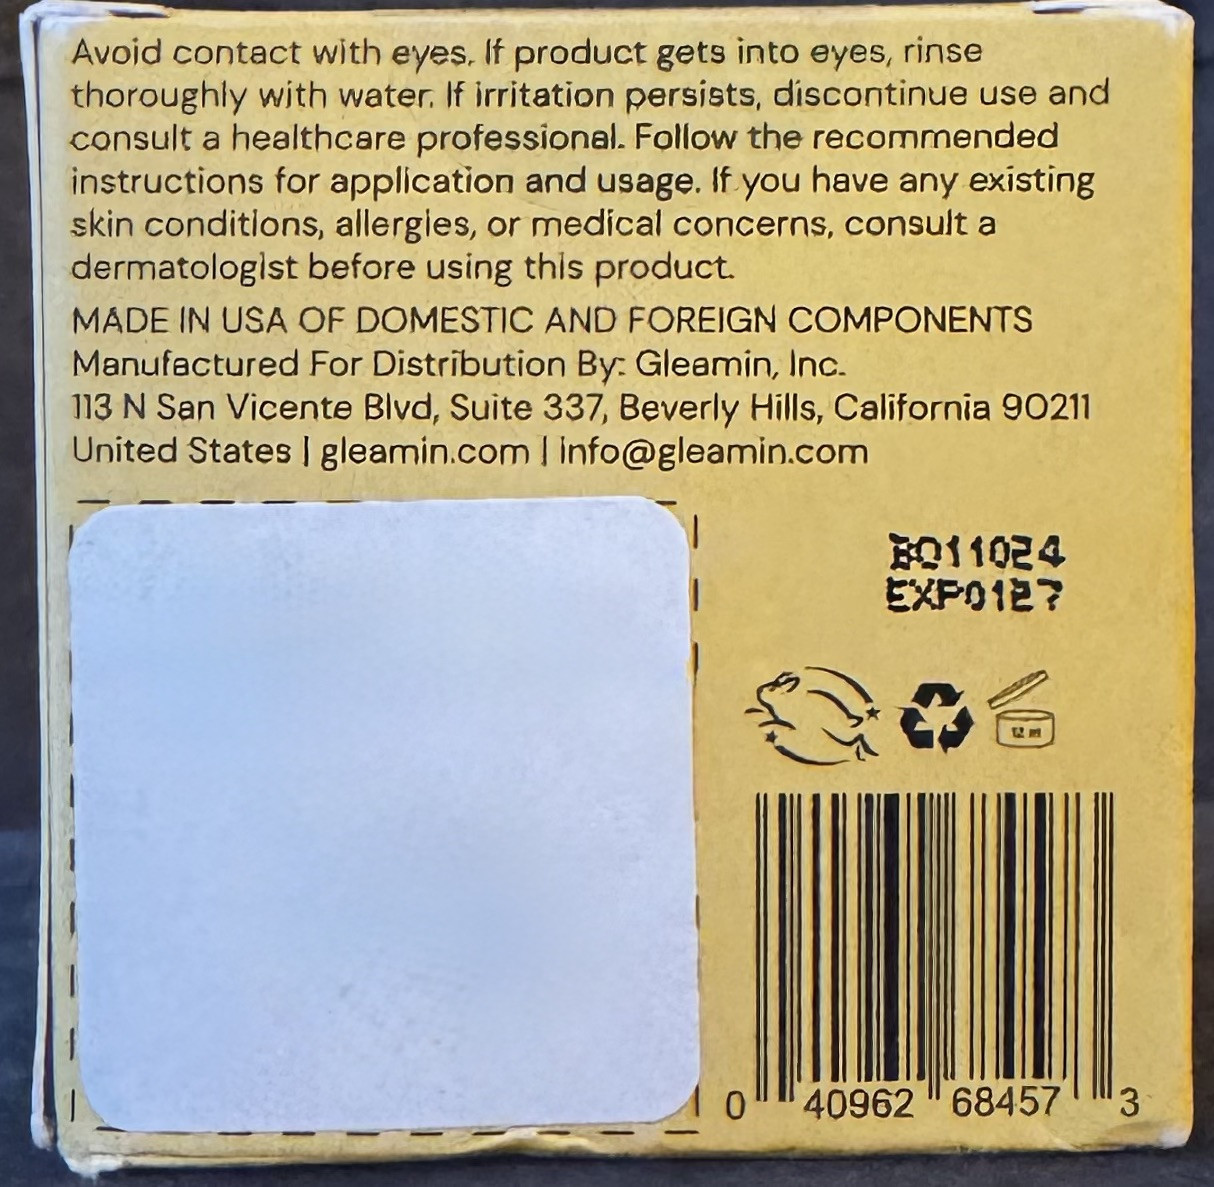 Avoid contact with eyes. If product gets into eyes, rinse
thoroughly with water. If irritation persists, discontinue use and
consult a healthcare professional. Follow the recommended
instructions for application and usage. If you have any existing
skin conditions, allergies, or medical concerns, consult a
dermatologist before using this product.
MADE IN USA OF DOMESTIC AND FOREIGN COMPONENTS
Manufactured For Distribution By: Gleamin, Inc.
113 N San Vicente Blvd, Suite 337, Beverly Hills, California 90211
United States | gleamin.com | info@gleamin.com
BO11024
EXP0127
0 40962 68457 3